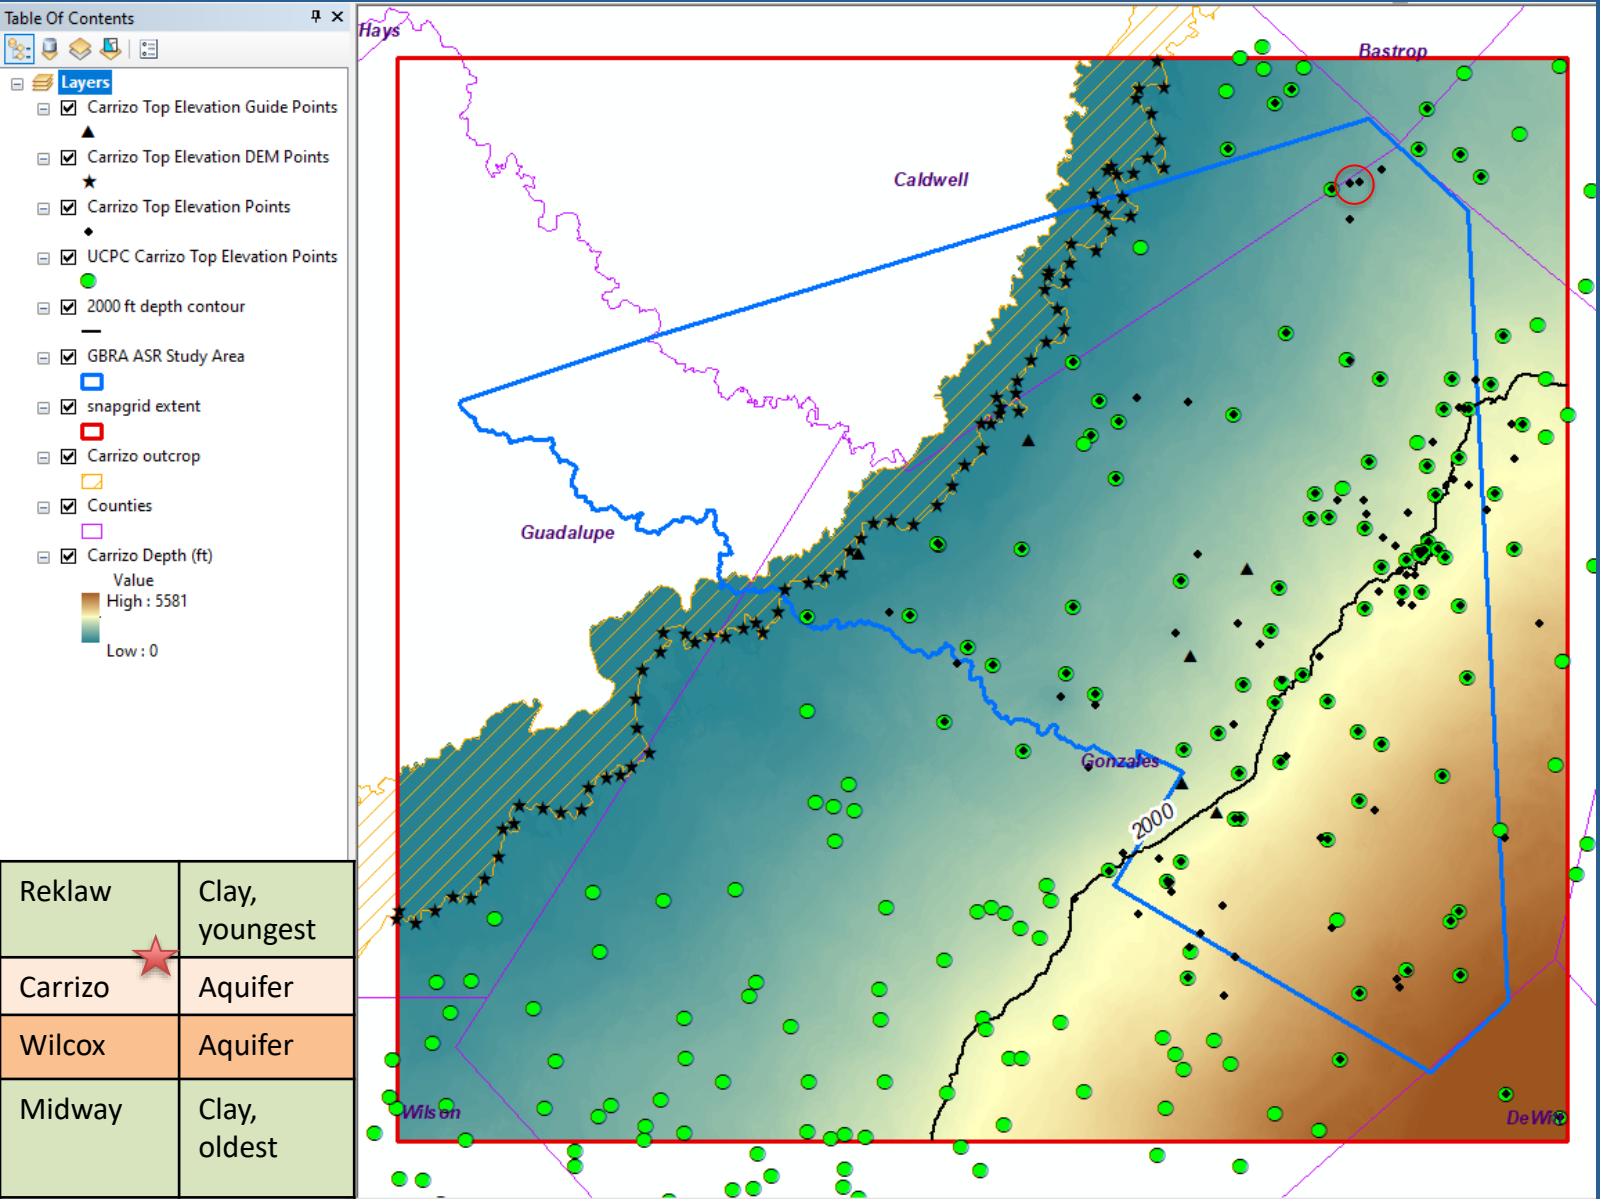 Table Of Contents
Layers
Carrizo Top Elevation Guide Points
Carrizo Top Elevation DEM Points
Carrizo Top Elevation Points
UCPC Carrizo Top Elevation Points
2000 ft depth contour
GBRA ASR Study Area
snapgrid extent
Carrizo outcrop
Counties
Carrizo Depth (ft)
Value
High : 5581
Low : 0
Reklaw
Clay,
youngest
Carrizo
Aquifer
Wilcox
Aquifer
Midway
Clay,
oldest
Hays
Bastrop
Caldwell
Guadalupe
Gonzales
2000
Wilson
DeWitt